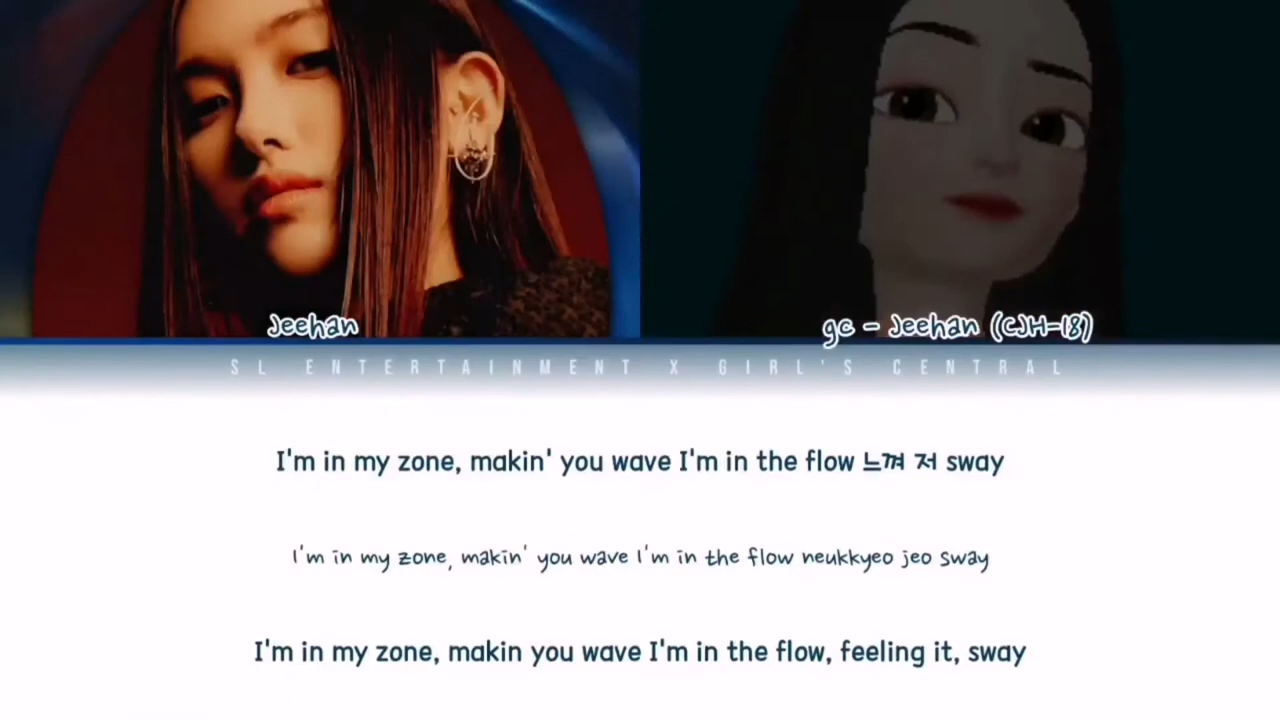 Jeehan
gc - Jeehan (CJH-18)
SL ENTERTAINMENT X GIRL'S CENTRAL
I'm in my zone, makin' you wave I'm in the flow 느껴 저 sway
I'm in my zone, makin' you wave I'm in the flow neukkyeo jeo sway
I'm in my zone, makin you wave I'm in the flow, feeling it, sway